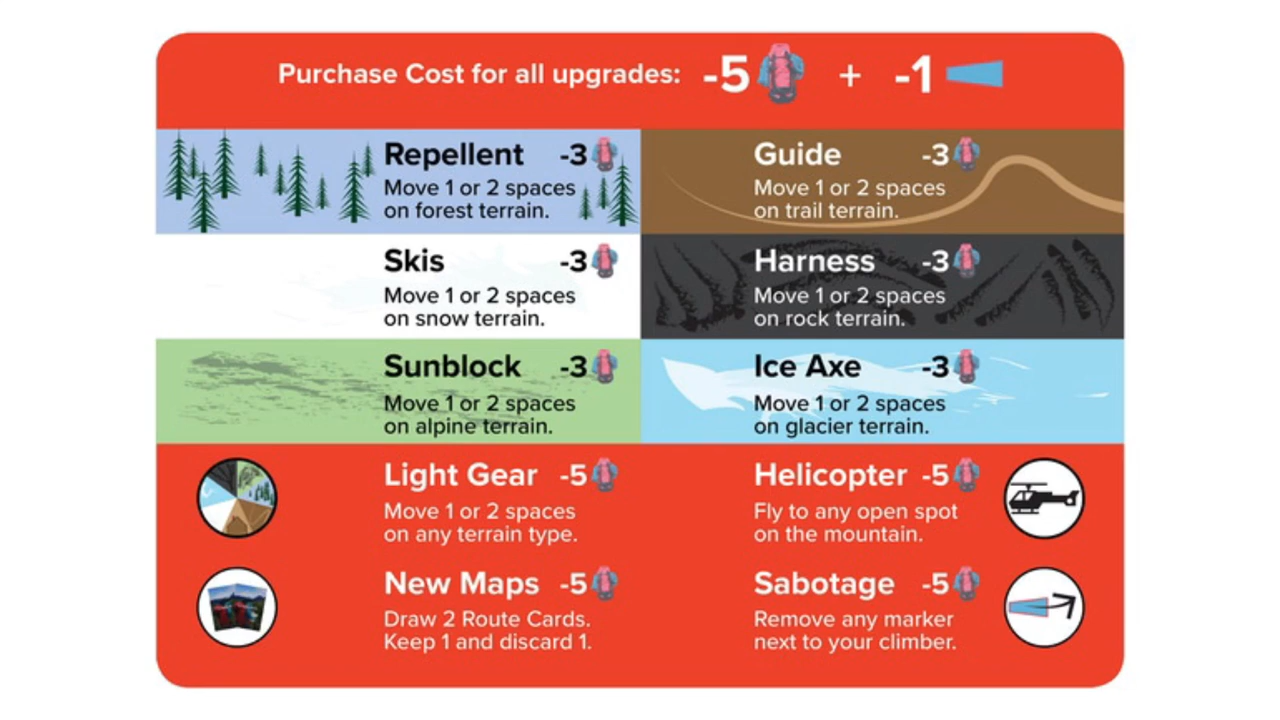 Purchase Cost for all upgrades: -5 + -1
Repellent -3
Move 1 or 2 spaces
on forest terrain.
Guide -3
Move 1 or 2 spaces
on trail terrain.
Skis -3
Move 1 or 2 spaces
on snow terrain.
Harness -3
Move 1 or 2 spaces
on rock terrain.
Sunblock -3
Move 1 or 2 spaces
on alpine terrain.
Ice Axe -3
Move 1 or 2 spaces
on glacier terrain.
Light Gear -5
Move 1 or 2 spaces
on any terrain type.
Helicopter -5
Fly to any open spot
on the mountain.
New Maps -5
Draw 2 Route Cards.
Keep 1 and discard 1.
Sabotage -5
Remove any marker
next to your climber.